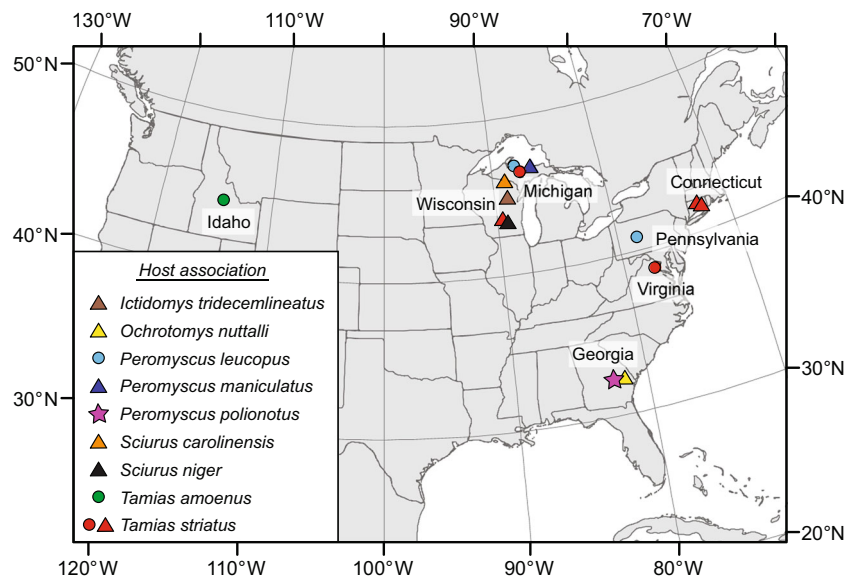 130°W 110°W 90°W 70°W
50°N
40°N
30°N
40°N
30°N
20°N
Idaho
Wisconsin
Michigan
Connecticut
Pennsylvania
Virginia
Georgia
Host association
Ictidomys tridecemlineatus
Ochrotomys nuttalli
Peromyscus leucopus
Peromyscus maniculatus
Peromyscus polionotus
Sciurus carolinensis
Sciurus niger
Tamias amoenus
Tamias striatus
120°W 110°W 100°W 90°W 80°W